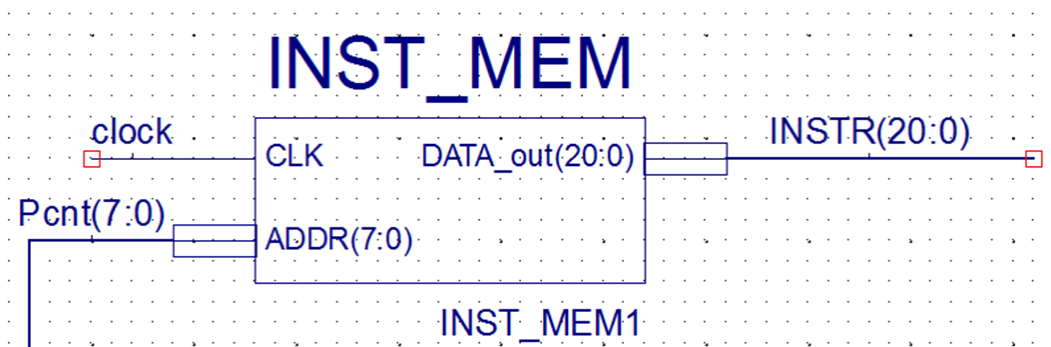 INST_MEM
clock
INSTR(20:0)
CLK
DATA_out(20:0)
Pcnt(7:0)
ADDR(7:0)
INST_MEM1